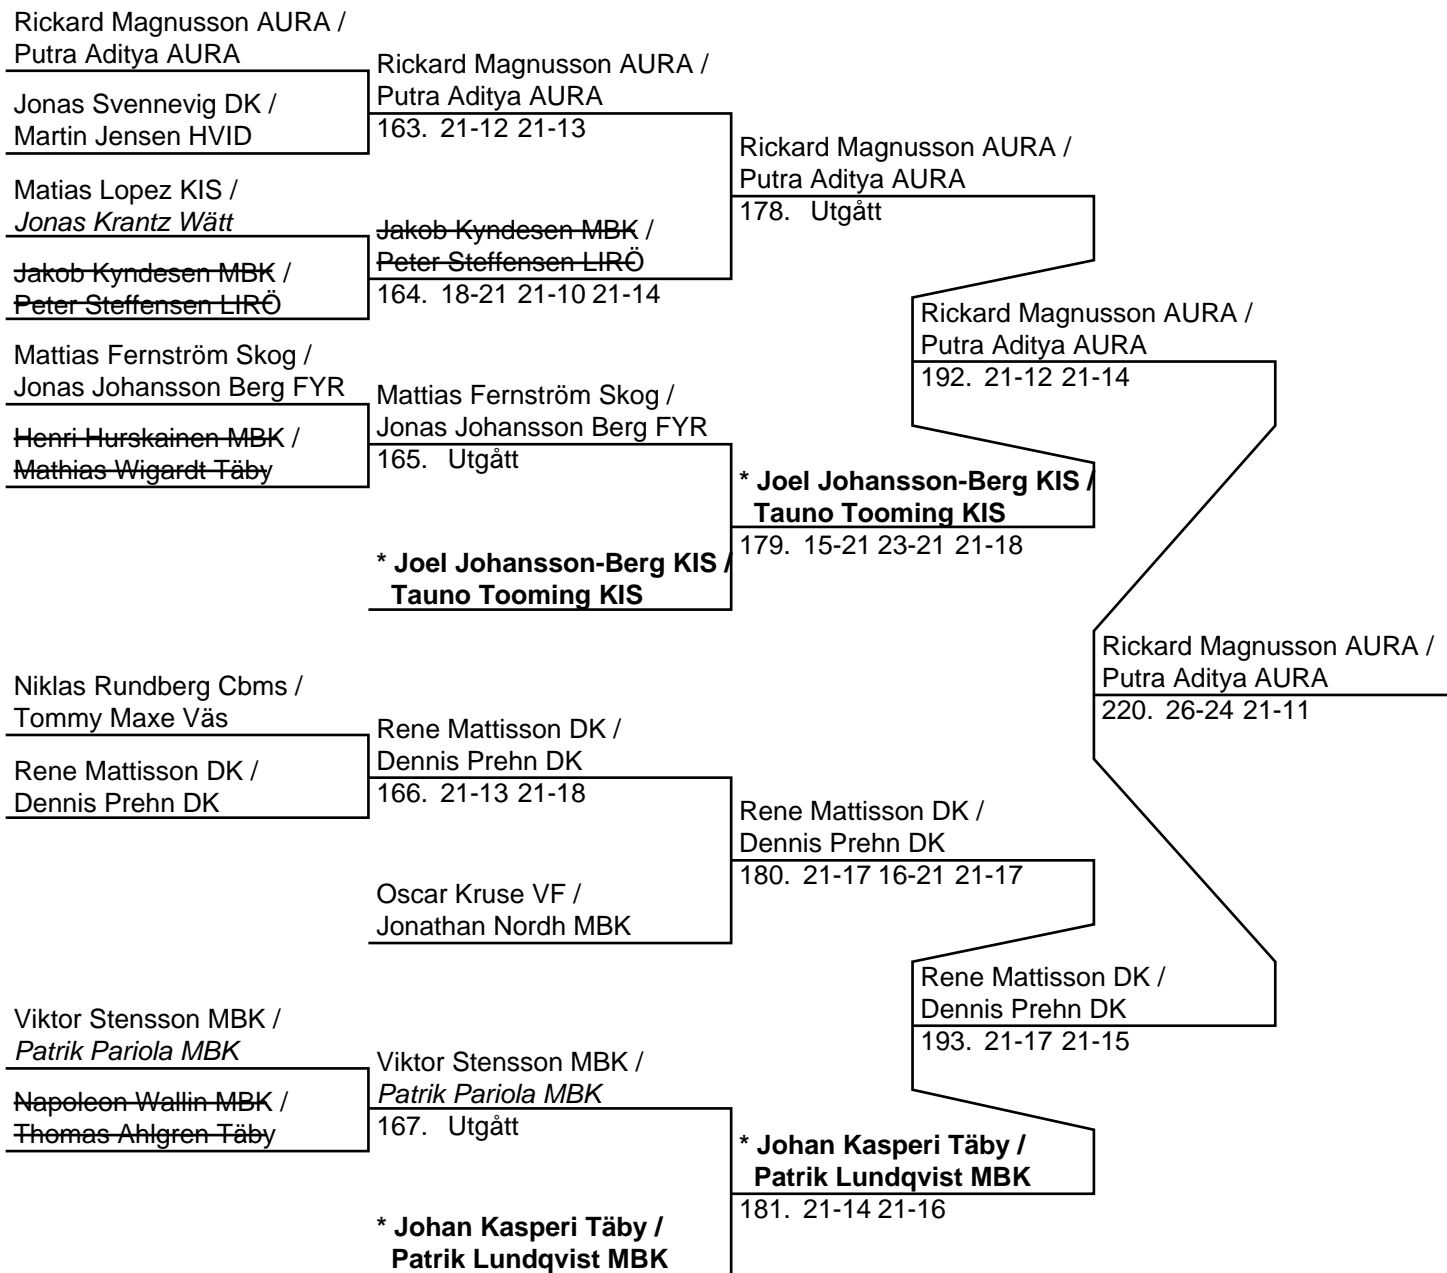 Rickard Magnusson AURA /
Putra Aditya AURA
Jonas Svennevig DK /
Martin Jensen HVID
Matias Lopez KIS /
Jonas Krantz Wätt
Jakob Kyndesen MBK /
Peter Steffensen LIRÖ
Mattias Fernström Skog /
Jonas Johansson Berg FYR
Henri Hurskainen MBK /
Mathias Wigardt Täby
Niklas Rundberg Cbms /
Tommy Maxe Väs
Rene Mattisson DK /
Dennis Prehn DK
Viktor Stensson MBK /
Patrik Pariola MBK
Napoleon Wallin MBK /
Thomas Ahlgren Täby
Rickard Magnusson AURA /
Putra Aditya AURA
163. 21-12 21-13
Jakob Kyndesen MBK /
Peter Steffensen LIRÖ
164. 18-21 21-10 21-14
Mattias Fernström Skog /
Jonas Johansson Berg FYR
165. Utgått
* Joel Johansson-Berg KIS /
Tauno Tooming KIS
Rene Mattisson DK /
Dennis Prehn DK
166. 21-13 21-18
Oscar Kruse VF /
Jonathan Nordh MBK
Viktor Stensson MBK /
Patrik Pariola MBK
167. Utgått
* Johan Kasperi Täby /
Patrik Lundqvist MBK
Rickard Magnusson AURA /
Putra Aditya AURA
178. Utgått
* Joel Johansson-Berg KIS /
Tauno Tooming KIS
179. 15-21 23-21 21-18
Rene Mattisson DK /
Dennis Prehn DK
180. 21-17 16-21 21-17
* Johan Kasperi Täby /
Patrik Lundqvist MBK
181. 21-14 21-16
Rickard Magnusson AURA /
Putra Aditya AURA
192. 21-12 21-14
Rene Mattisson DK /
Dennis Prehn DK
193. 21-17 21-15
Rickard Magnusson AURA /
Putra Aditya AURA
220. 26-24 21-11